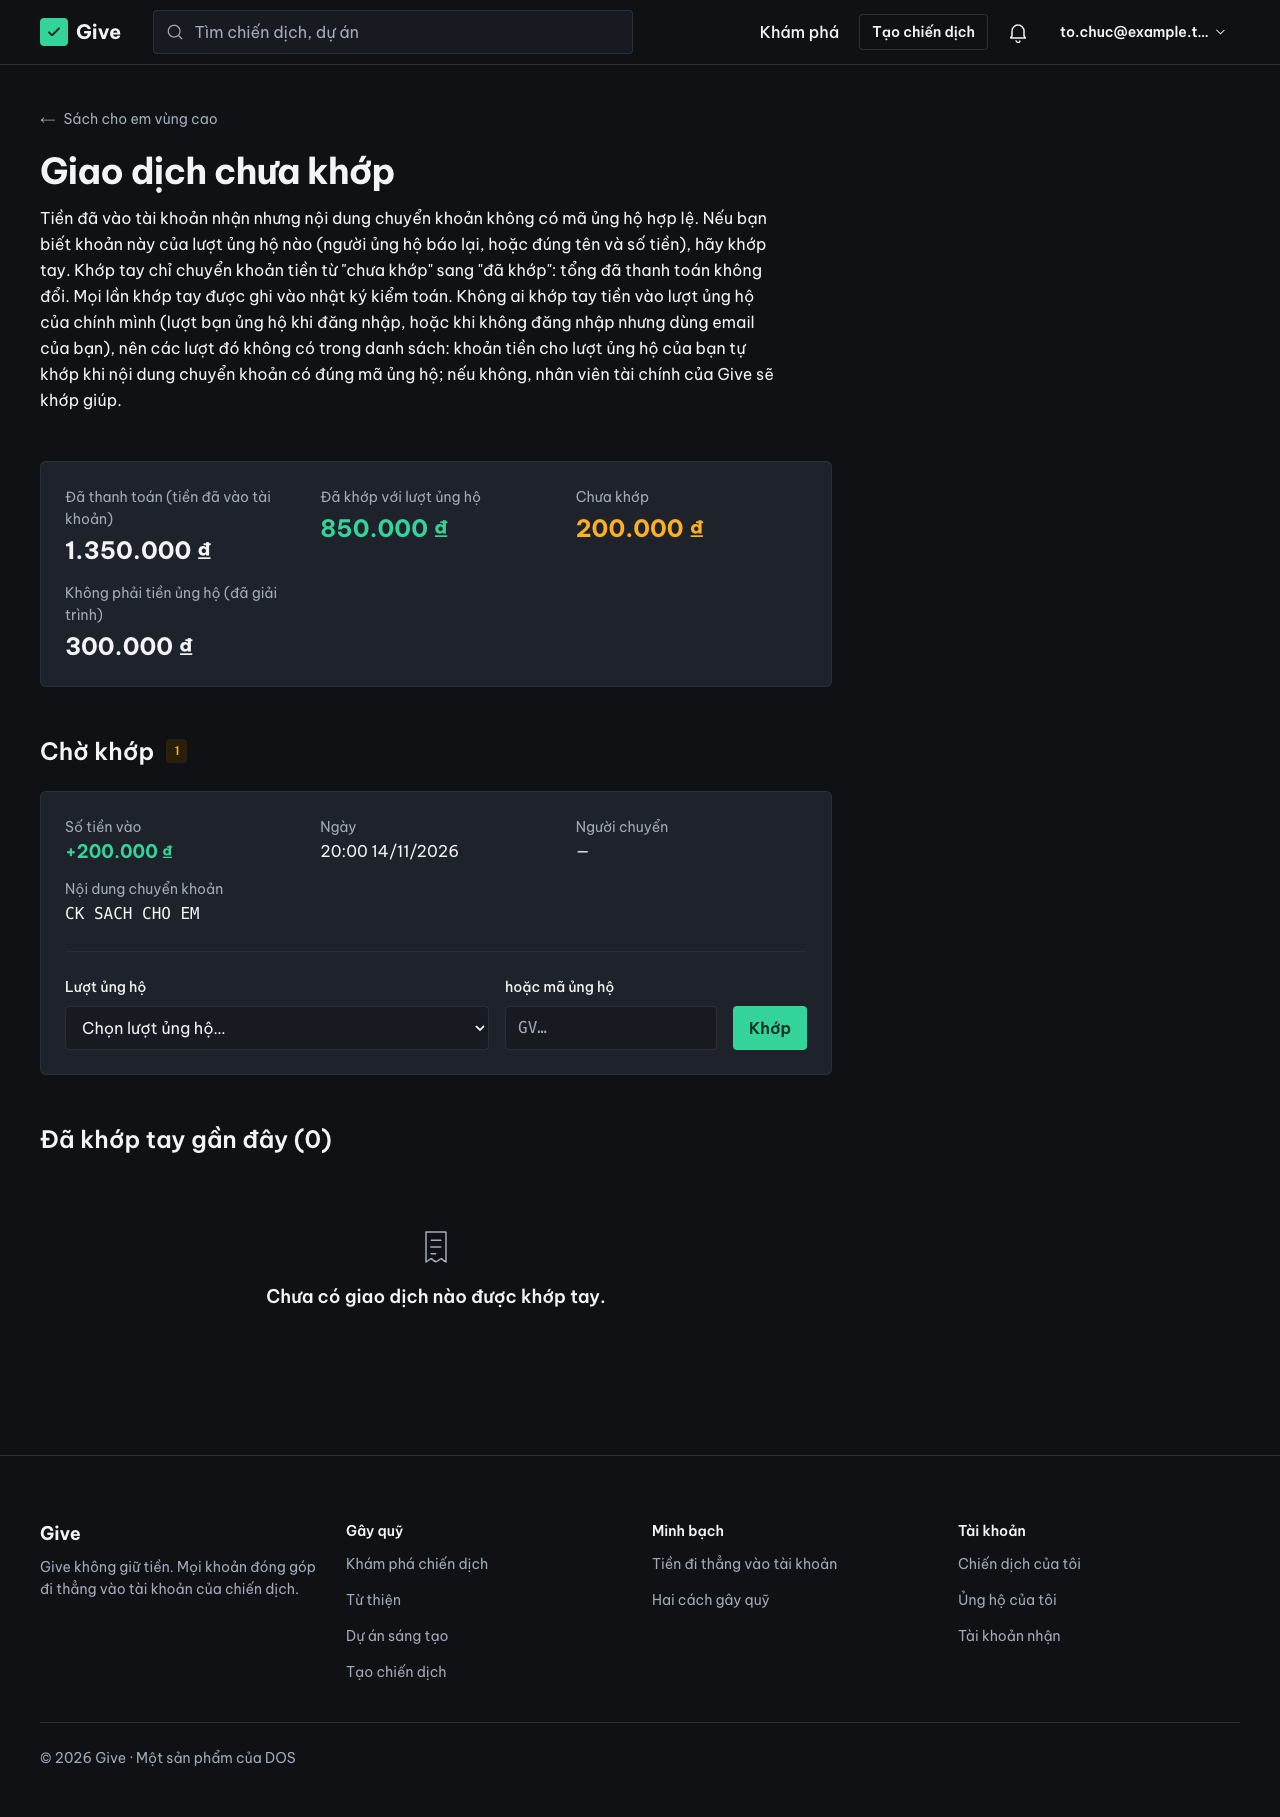 Give
Tìm chiến dịch, dự án
Khám phá
Tạo chiến dịch
to.chuc@example.t...
← Sách cho em vùng cao
Giao dịch chưa khớp
Tiền đã vào tài khoản nhận nhưng nội dung chuyển khoản không có mã ủng hộ hợp lệ. Nếu bạn
biết khoản này của lượt ủng hộ nào (người ủng hộ báo lại, hoặc đúng tên và số tiền), hãy khớp
tay. Khớp tay chỉ chuyển khoản tiền từ "chưa khớp" sang "đã khớp": tổng đã thanh toán không
đổi. Mọi lần khớp tay được ghi vào nhật ký kiểm toán. Không ai khớp tay tiền vào lượt ủng hộ
của chính mình (lượt bạn ủng hộ khi đăng nhập, hoặc khi không đăng nhập nhưng dùng email
của bạn), nên các lượt đó không có trong danh sách: khoản tiền cho lượt ủng hộ của bạn tự
khớp khi nội dung chuyển khoản có đúng mã ủng hộ; nếu không, nhân viên tài chính của Give sẽ
khớp giúp.
Đã thanh toán (tiền đã vào tài
khoản)
1.350.000 ₫
Đã khớp với lượt ủng hộ
850.000 ₫
Chưa khớp
200.000 ₫
Không phải tiền ủng hộ (đã giải
trình)
300.000 ₫
Chờ khớp 1
Số tiền vào
+200.000 ₫
Ngày
20:00 14/11/2026
Người chuyển
—
Nội dung chuyển khoản
CK SACH CHO EM
Lượt ủng hộ
Chọn lượt ủng hộ...
hoặc mã ủng hộ
GV…
Khớp
Đã khớp tay gần đây (0)
Chưa có giao dịch nào được khớp tay.
Give
Give không giữ tiền. Mọi khoản đóng góp
đi thẳng vào tài khoản của chiến dịch.
Gây quỹ
Khám phá chiến dịch
Từ thiện
Dự án sáng tạo
Tạo chiến dịch
Minh bạch
Tiền đi thẳng vào tài khoản
Hai cách gây quỹ
Tài khoản
Chiến dịch của tôi
Ủng hộ của tôi
Tài khoản nhận
© 2026 Give · Một sản phẩm của DOS